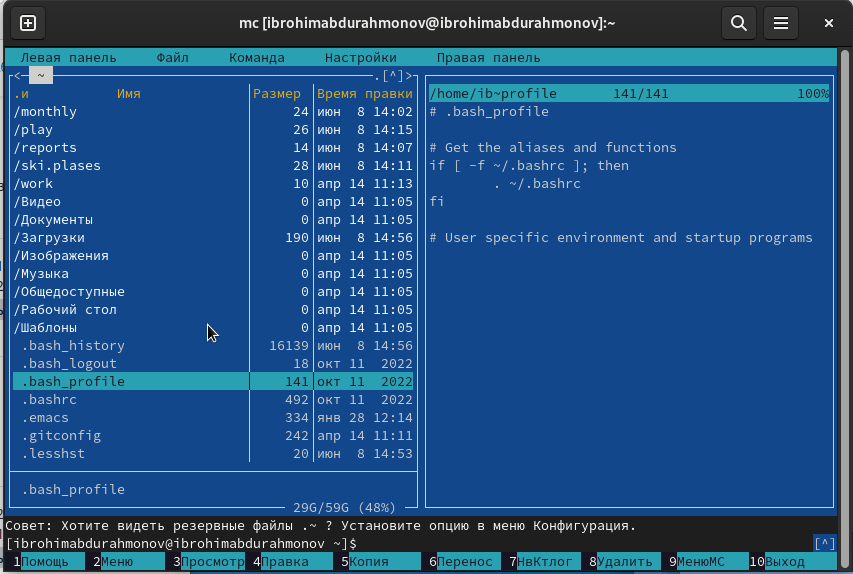 mc [ibrohimabdurahmonov@ibrohimabdurahmonov]:~
Левая панель Файл Команда Настройки Правая панель
<─ ~ ─.[^]>
.и Имя Размер Время правки
/monthly 24 июн 8 14:02
/play 26 июн 8 14:15
/reports 14 июн 8 14:07
/ski.plases 28 июн 8 14:11
/work 10 апр 14 11:13
/Видео 0 апр 14 11:05
/Документы 0 апр 14 11:05
/Загрузки 190 июн 8 14:56
/Изображения 0 апр 14 11:05
/Музыка 0 апр 14 11:05
/Общедоступные 0 апр 14 11:05
/Рабочий стол 0 апр 14 11:05
/Шаблоны 0 апр 14 11:05
.bash_history 16139 июн 8 14:56
.bash_logout 18 окт 11 2022
.bash_profile 141 окт 11 2022
.bashrc 492 окт 11 2022
.emacs 334 янв 28 12:14
.gitconfig 242 апр 14 11:11
.lesshst 20 июн 8 14:53
.bash_profile
29G/59G (48%)
/home/ib~profile 141/141 100%
# .bash_profile
# Get the aliases and functions
if [ -f ~/.bashrc ]; then
. ~/.bashrc
fi
# User specific environment and startup programs
Совет: Хотите видеть резервные файлы .~ ? Установите опцию в меню Конфигурация.
[ibrohimabdurahmonov@ibrohimabdurahmonov ~]$ [^]
1Помощь 2Меню 3Просмотр 4Правка 5Копия 6Перенос 7НвКтлог 8Удалить 9МенюMC 10Выход